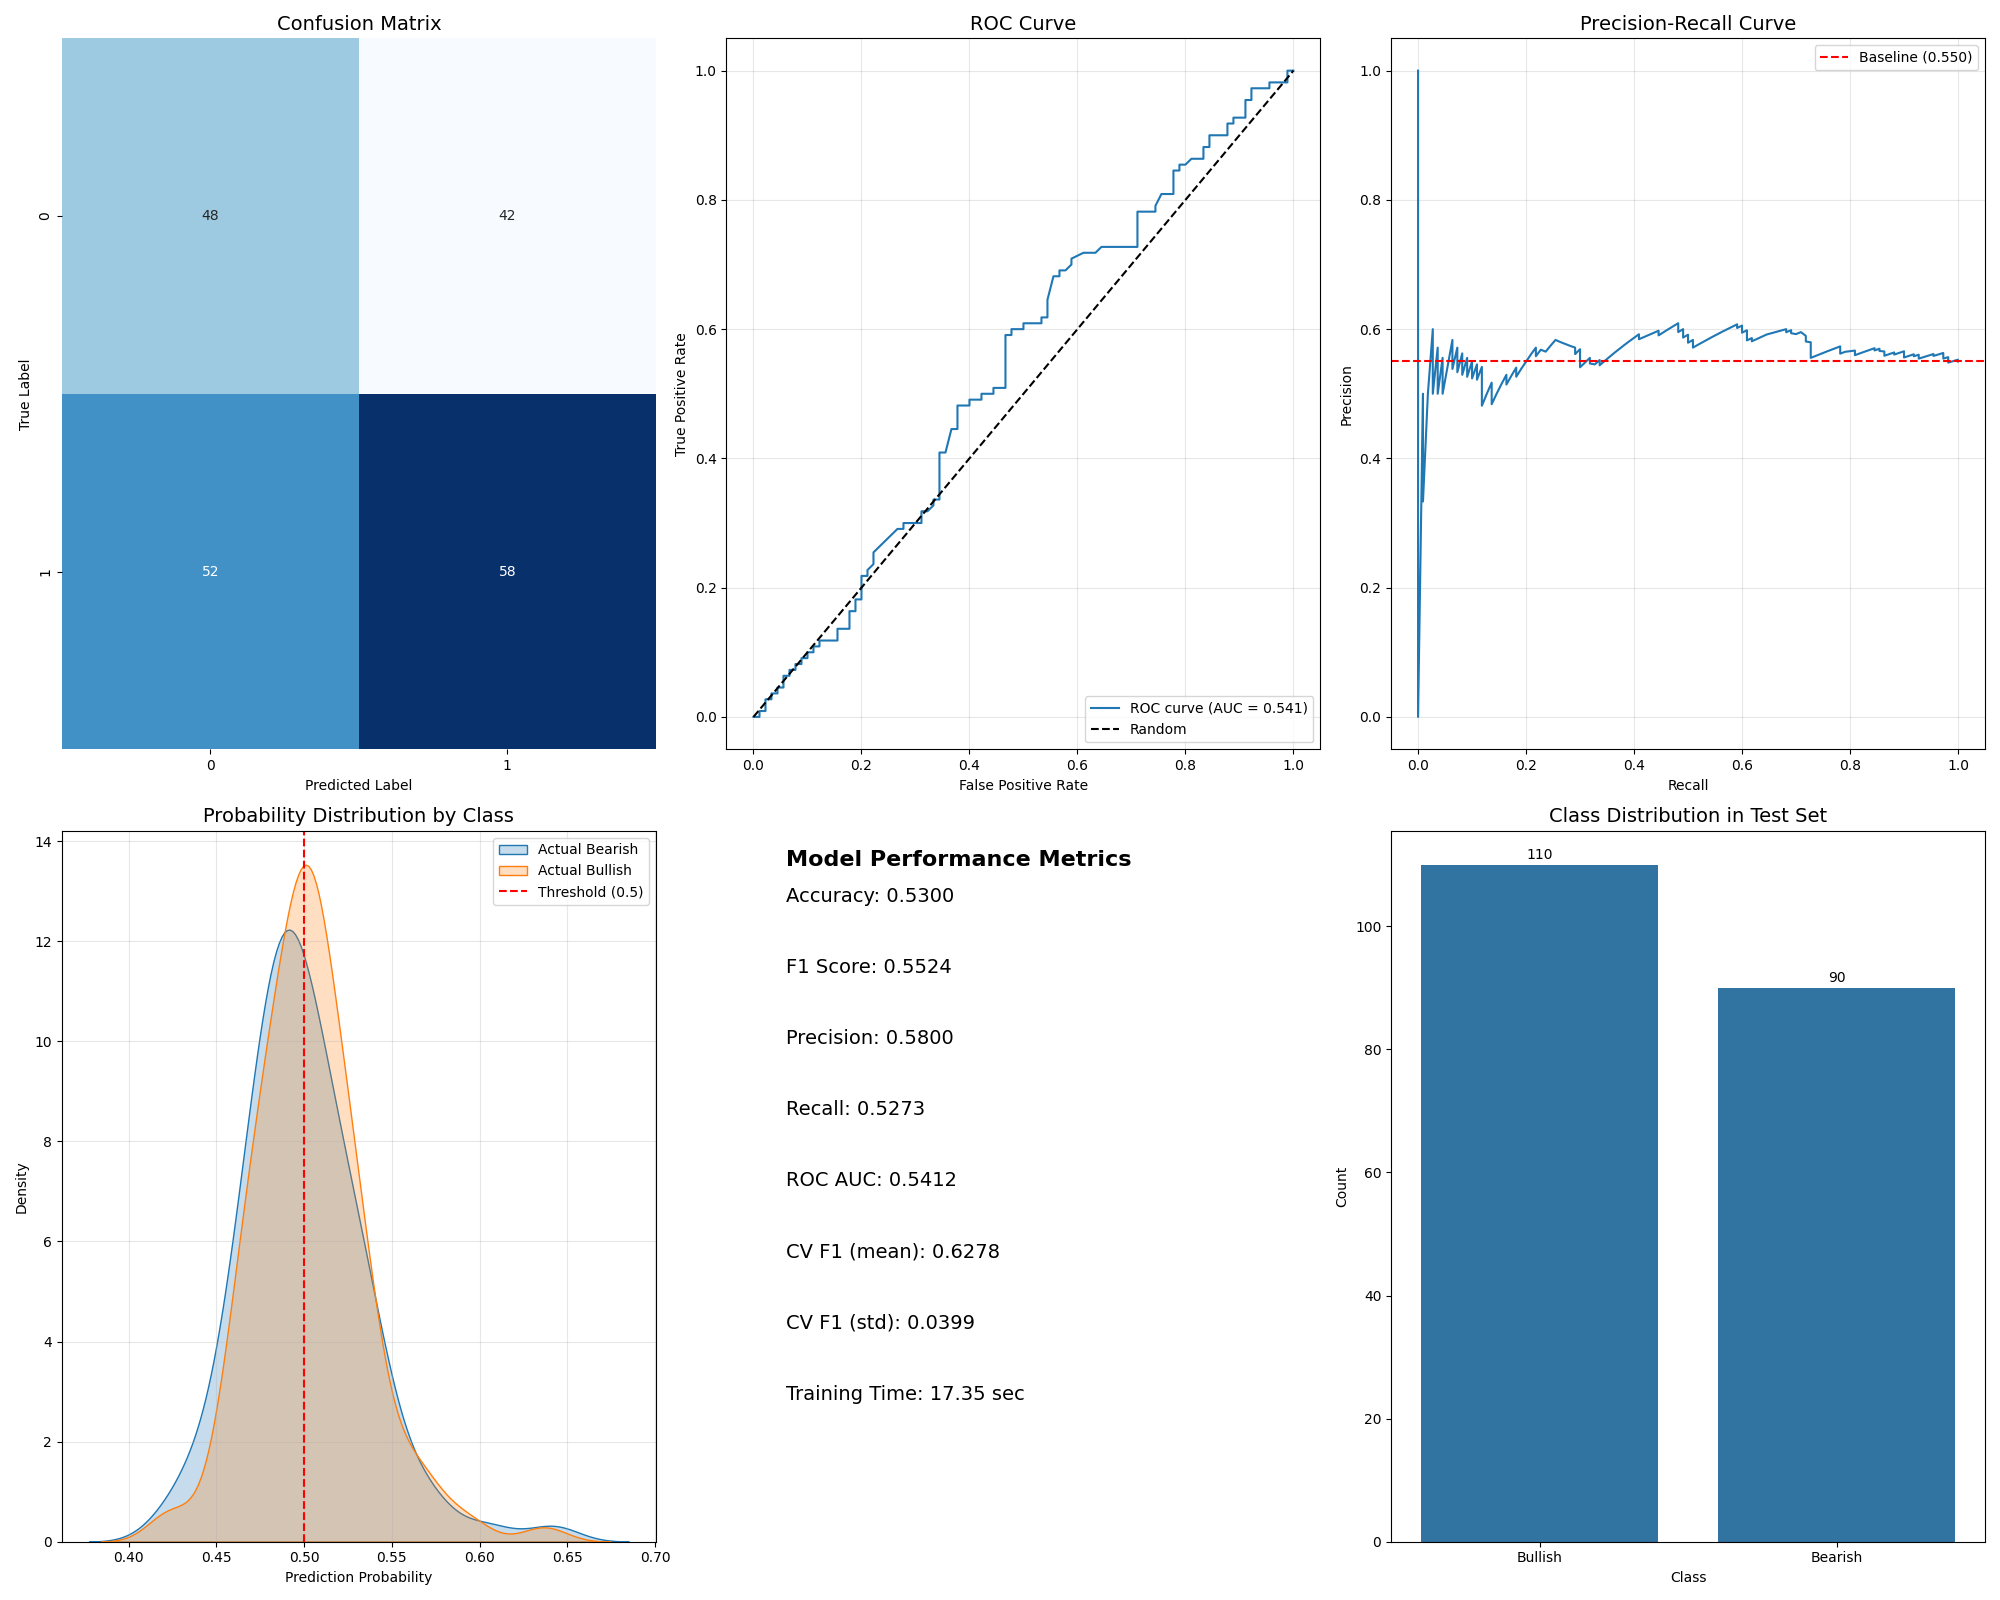 Confusion Matrix
48
42
52
58
0
1
True Label
0
1
Predicted Label
ROC Curve
1.0
0.8
0.6
0.4
0.2
0.0
True Positive Rate
ROC curve (AUC = 0.541)
Random
0.0
0.2
0.4
0.6
0.8
1.0
False Positive Rate
Precision-Recall Curve
Baseline (0.550)
1.0
0.8
0.6
0.4
0.2
0.0
Precision
0.0
0.2
0.4
0.6
0.8
1.0
Recall
Probability Distribution by Class
Actual Bearish
Actual Bullish
Threshold (0.5)
14
12
10
8
6
4
2
0
Density
0.40
0.45
0.50
0.55
0.60
0.65
0.70
Prediction Probability
Model Performance Metrics
Accuracy: 0.5300
F1 Score: 0.5524
Precision: 0.5800
Recall: 0.5273
ROC AUC: 0.5412
CV F1 (mean): 0.6278
CV F1 (std): 0.0399
Training Time: 17.35 sec
Class Distribution in Test Set
110
90
100
80
60
40
20
0
Count
Bullish
Bearish
Class